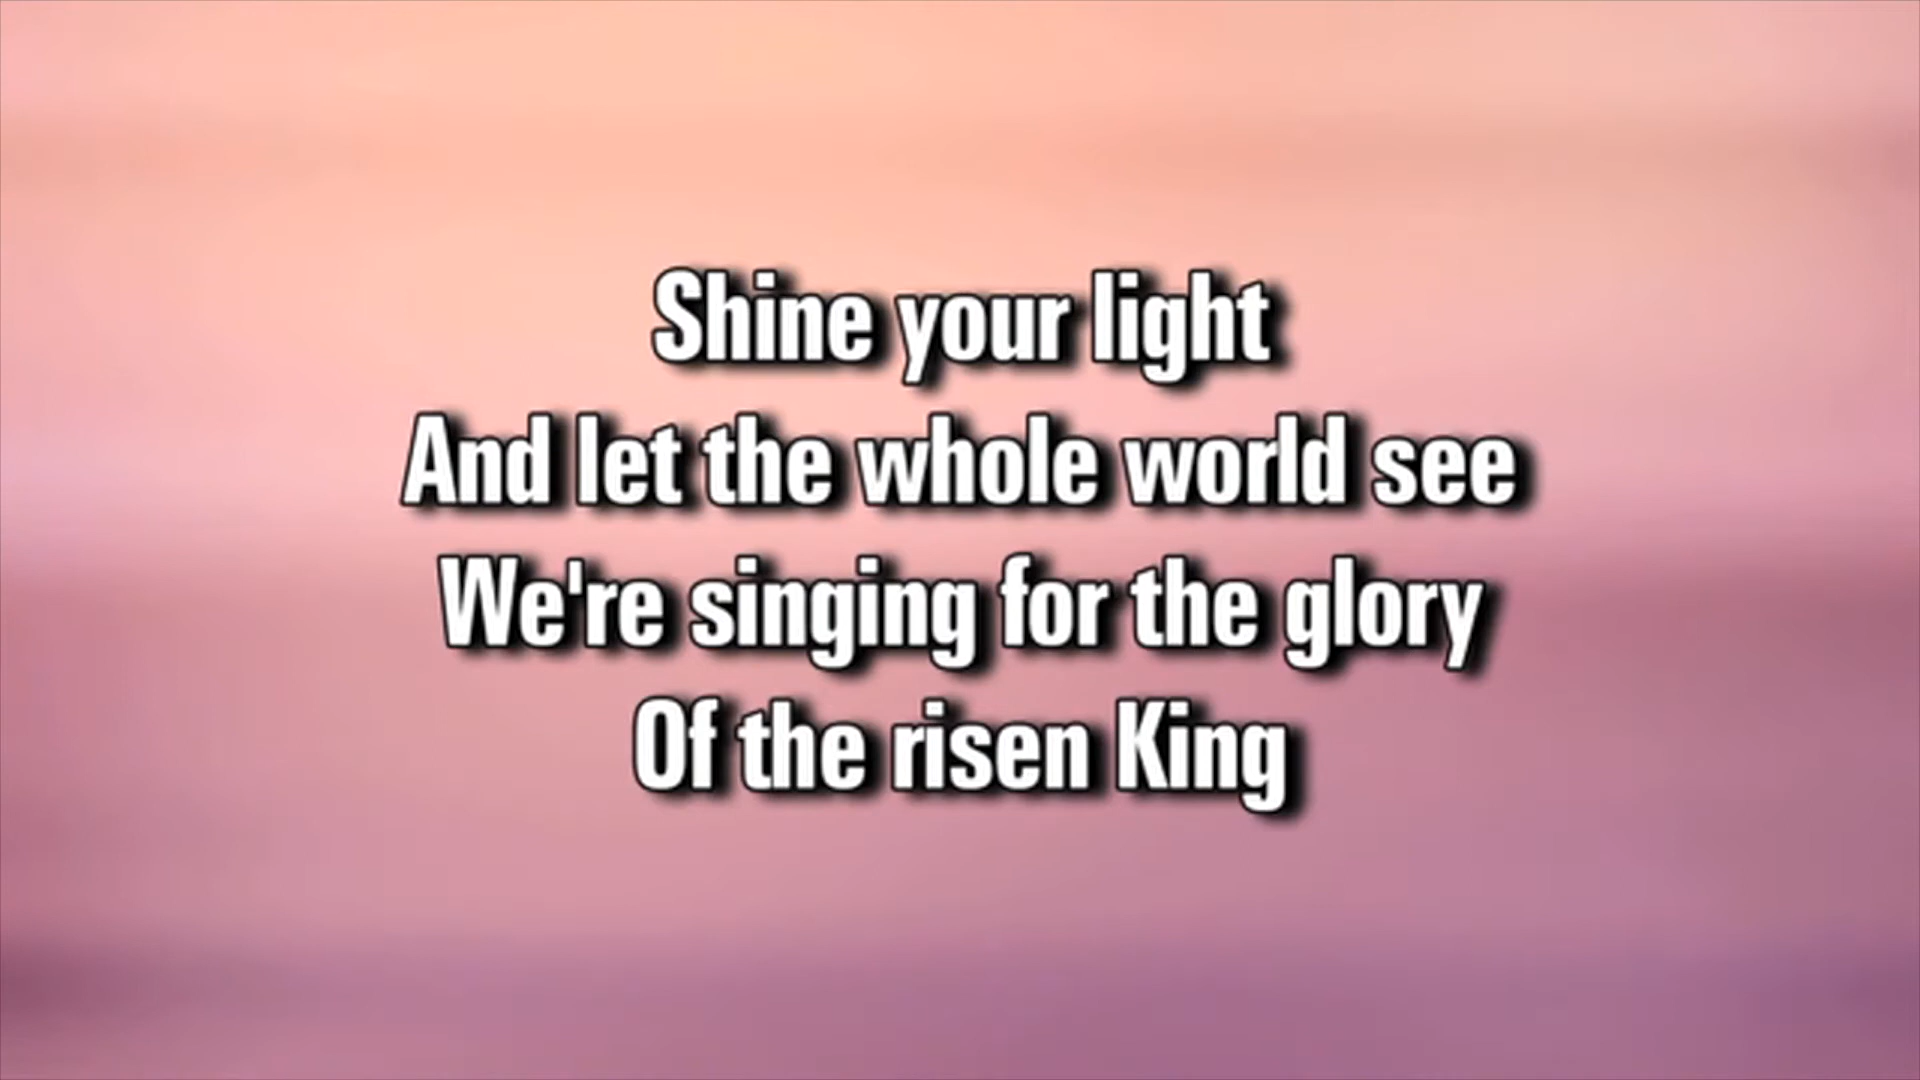 Shine your light
And let the whole world see
We're singing for the glory
Of the risen King